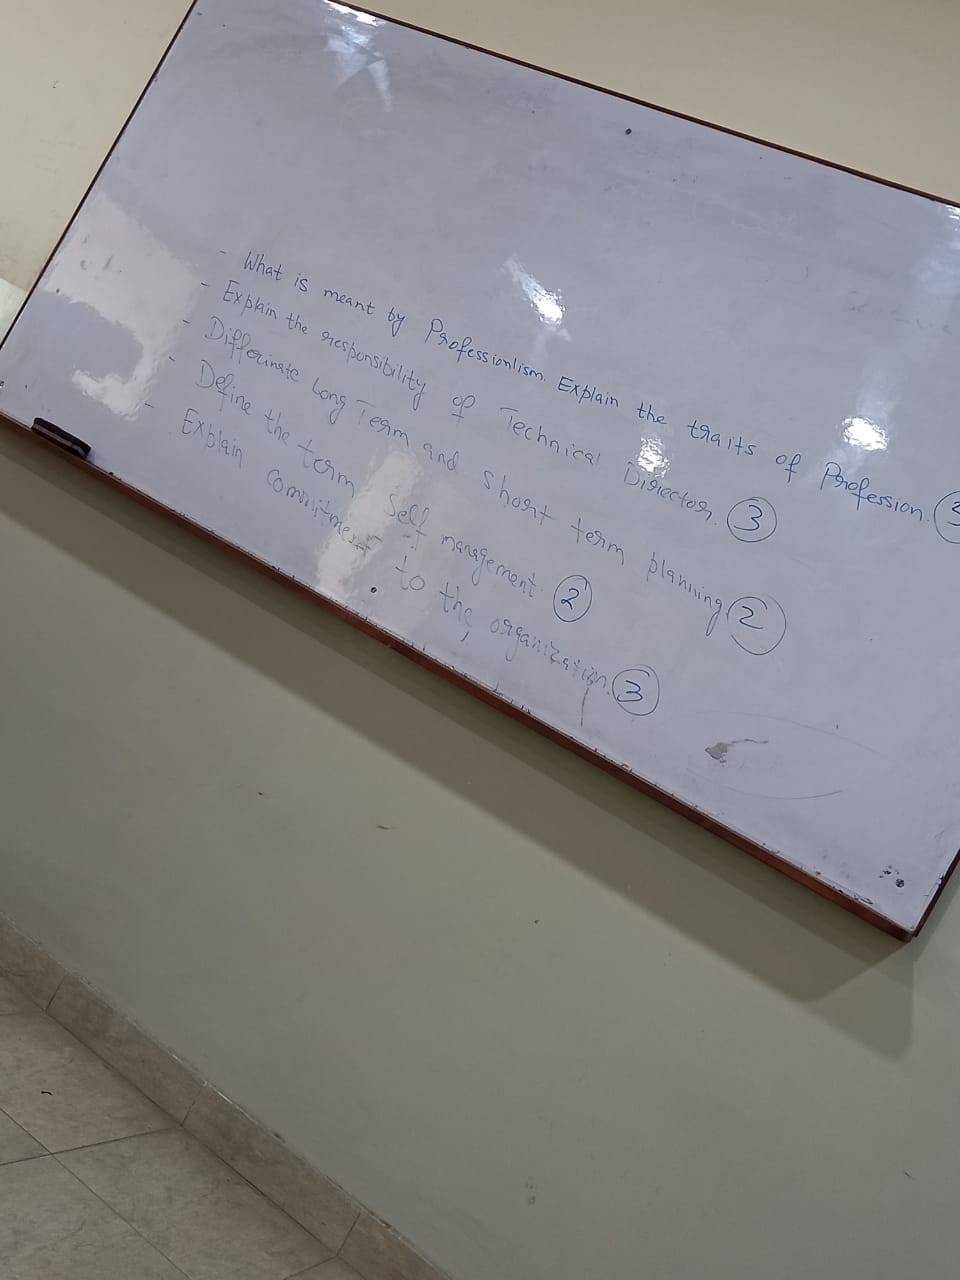 - What is meant by Professionlism. Explain the traits of Profession. 5
- Explain the responsibility of Technical Director. 3
- Differinate Long Term and short term planning. 2
- Define the term Self management. 2
- Explain commitment to the organization. 3